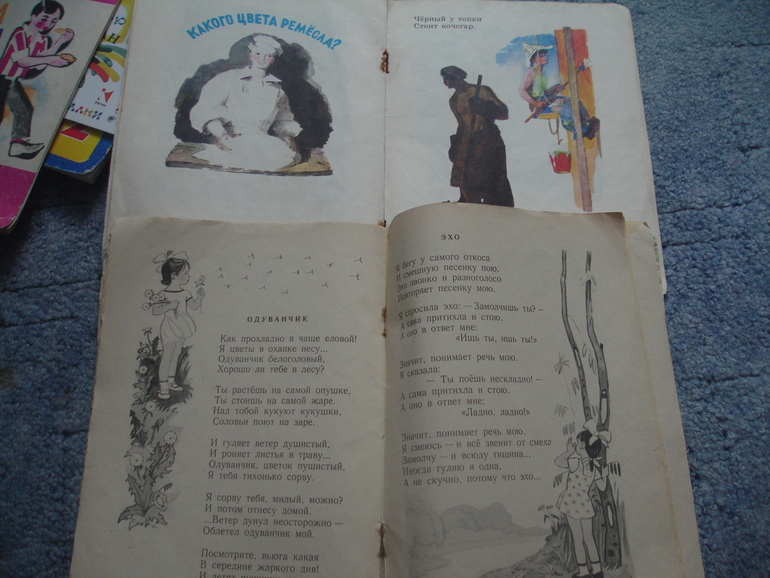 КАКОГО ЦВЕТА РЕМЁСЛА?
Чёрный у топки
Стоит кочегар.
ОДУВАНЧИК
Как прохладно в чаще еловой!
Я цветы в охапке несу...
Одуванчик белоголовый,
Хорошо ли тебе в лесу?
Ты растёшь на самой опушке,
Ты стоишь на самой жаре.
Над тобой кукуют кукушки,
Соловьи поют на заре.
И гуляет ветер душистый,
И роняет листья в траву...
Одуванчик, цветок пушистый,
Я тебя тихонько сорву.
Я сорву тебя, милый, можно?
И потом отнесу домой.
...Ветер дунул неосторожно —
Облетел одуванчик мой.
Посмотрите, вьюга какая
В середине жаркого дня!
И летят
ЭХО
Я бегу у самого откоса
И смешную песенку пою.
Эхо звонко и разноголосо
Повторяет песенку мою.
Я спросила эхо: — Замолчишь ты? —
А сама притихла и стою.
А оно в ответ мне:
«Ишь ты, ишь ты!»
Значит, понимает речь мою.
Я сказала:
— Ты поёшь нескладно! —
А сама притихла и стою.
А оно в ответ мне:
«Ладно, ладно!»
Значит, понимает речь мою.
Я смеюсь — и всё звенит от смеха
Замолчу — и всюду тишина...
Иногда гуляю я одна,
А не скучно, потому что эхо...